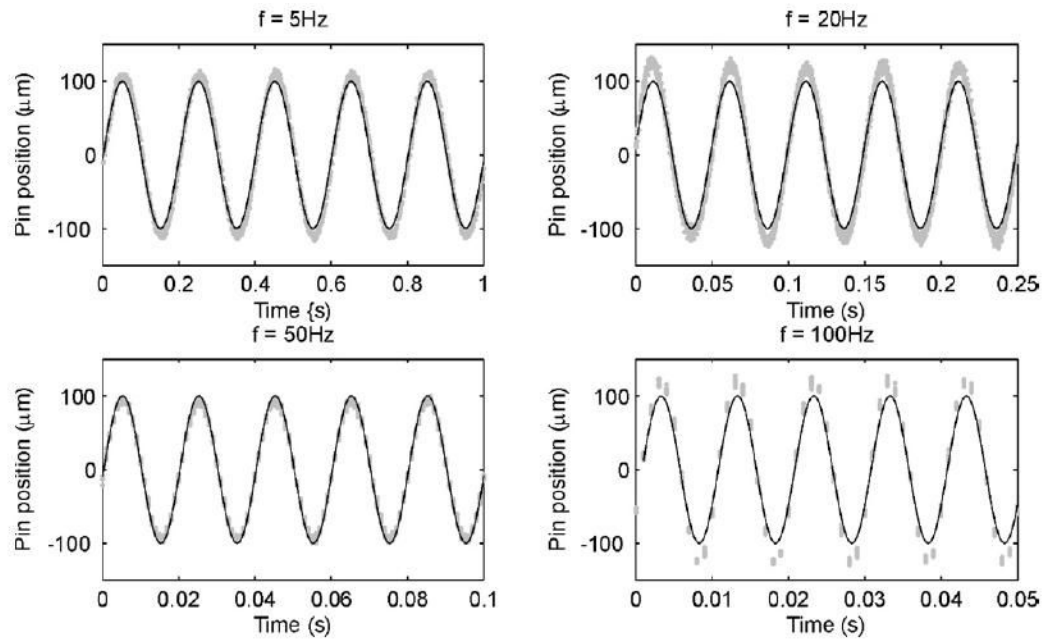 f = 5Hz
Pin position (μm)
100
0
-100
0 0.2 0.4 0.6 0.8 1
Time {s)
f = 20Hz
Pin position (μm)
100
0
-100
0 0.05 0.1 0.15 0.2 0.25
Time (s)
f = 50Hz
Pin position (μm)
100
0
-100
0 0.02 0.04 0.06 0.08 0.1
Time (s)
f = 100Hz
Pin position (μm)
100
0
-100
0 0.01 0.02 0.03 0.04 0.05
Time (s)